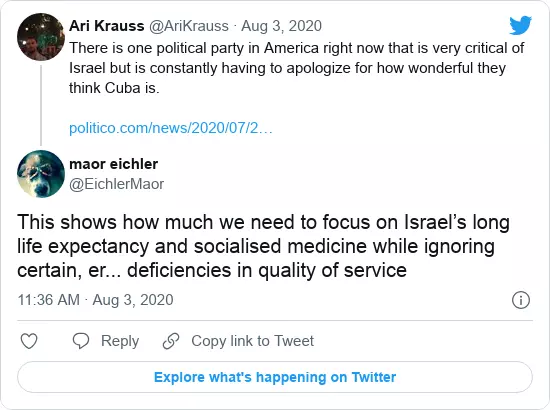 Ari Krauss @AriKrauss · Aug 3, 2020
There is one political party in America right now that is very critical of
Israel but is constantly having to apologize for how wonderful they
think Cuba is.
politico.com/news/2020/07/2…
maor eichler
@EichlerMaor
This shows how much we need to focus on Israel’s long
life expectancy and socialised medicine while ignoring
certain, er... deficiencies in quality of service
11:36 AM · Aug 3, 2020
Reply Copy link to Tweet
Explore what's happening on Twitter